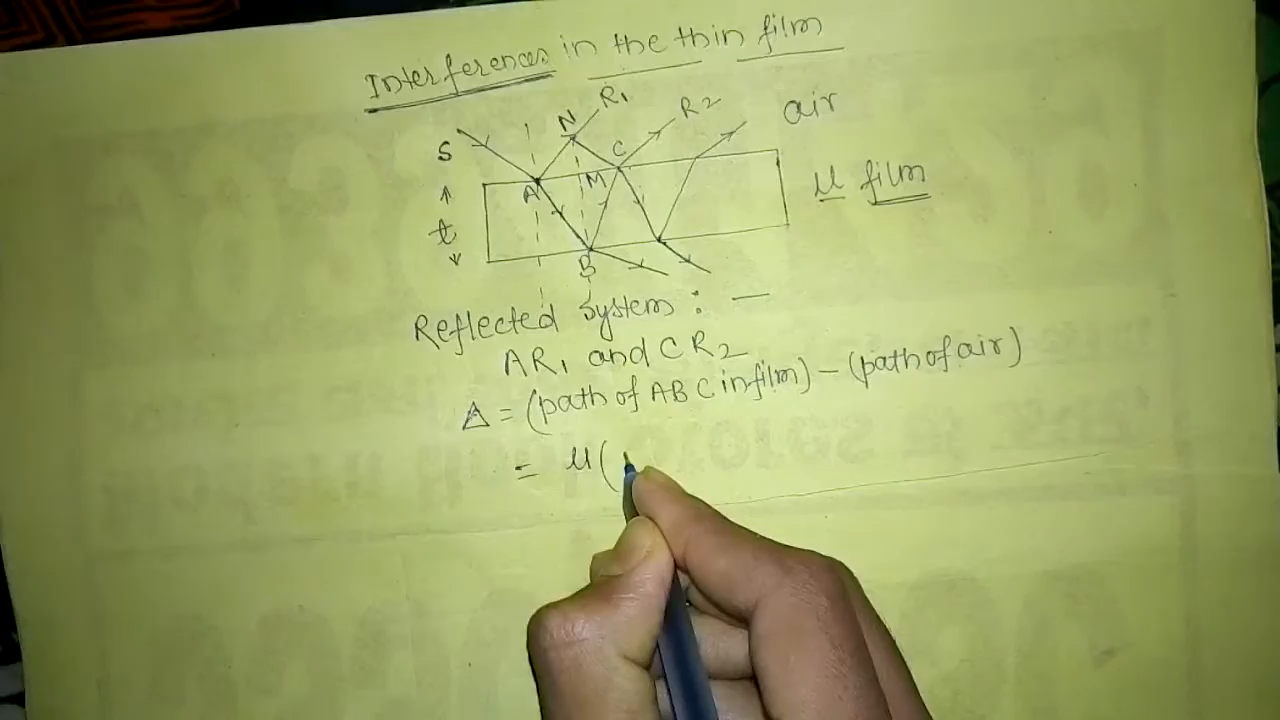 Interferences in the thin film
N R1 R2 air
S C
A M μ film
t
B
Reflected System : —
AR1 and CR2
Δ = (path of ABC in film) - (path of air)
= μ(